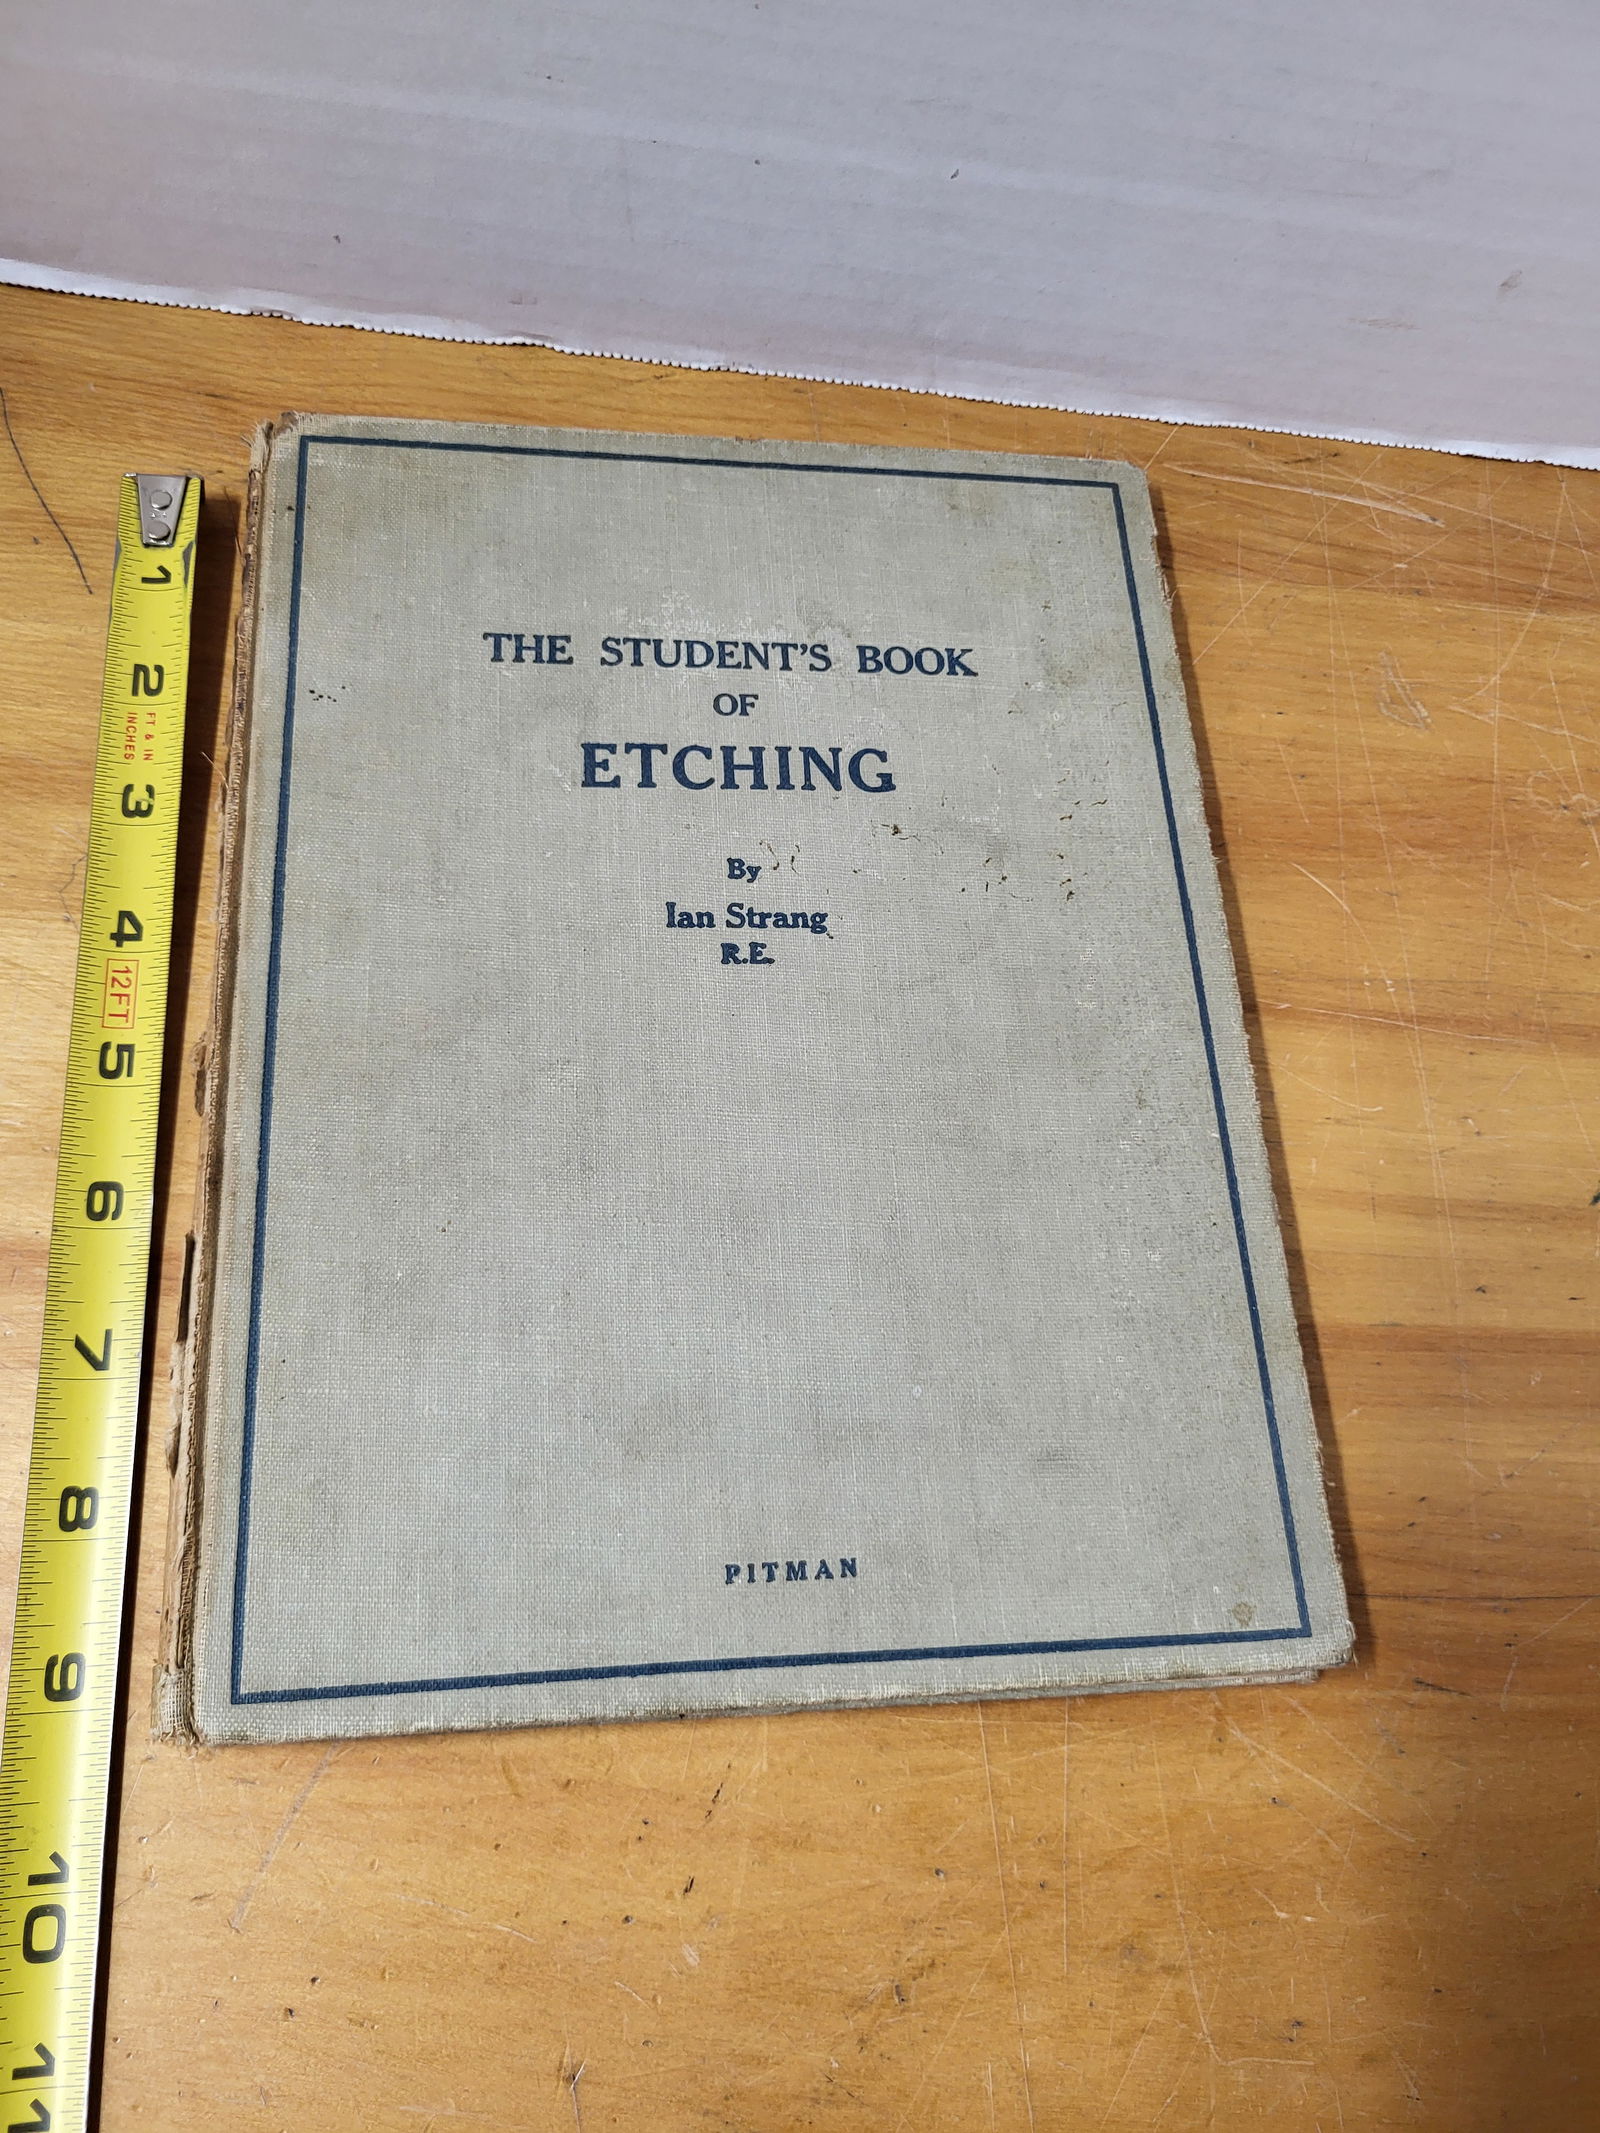 THE STUDENT'S BOOK
OF
ETCHING
By
Ian Strang
R.E.
PITMAN
1
2
FT & IN
INCHES
3
4
12FT
5
6
7
8
9
10
11